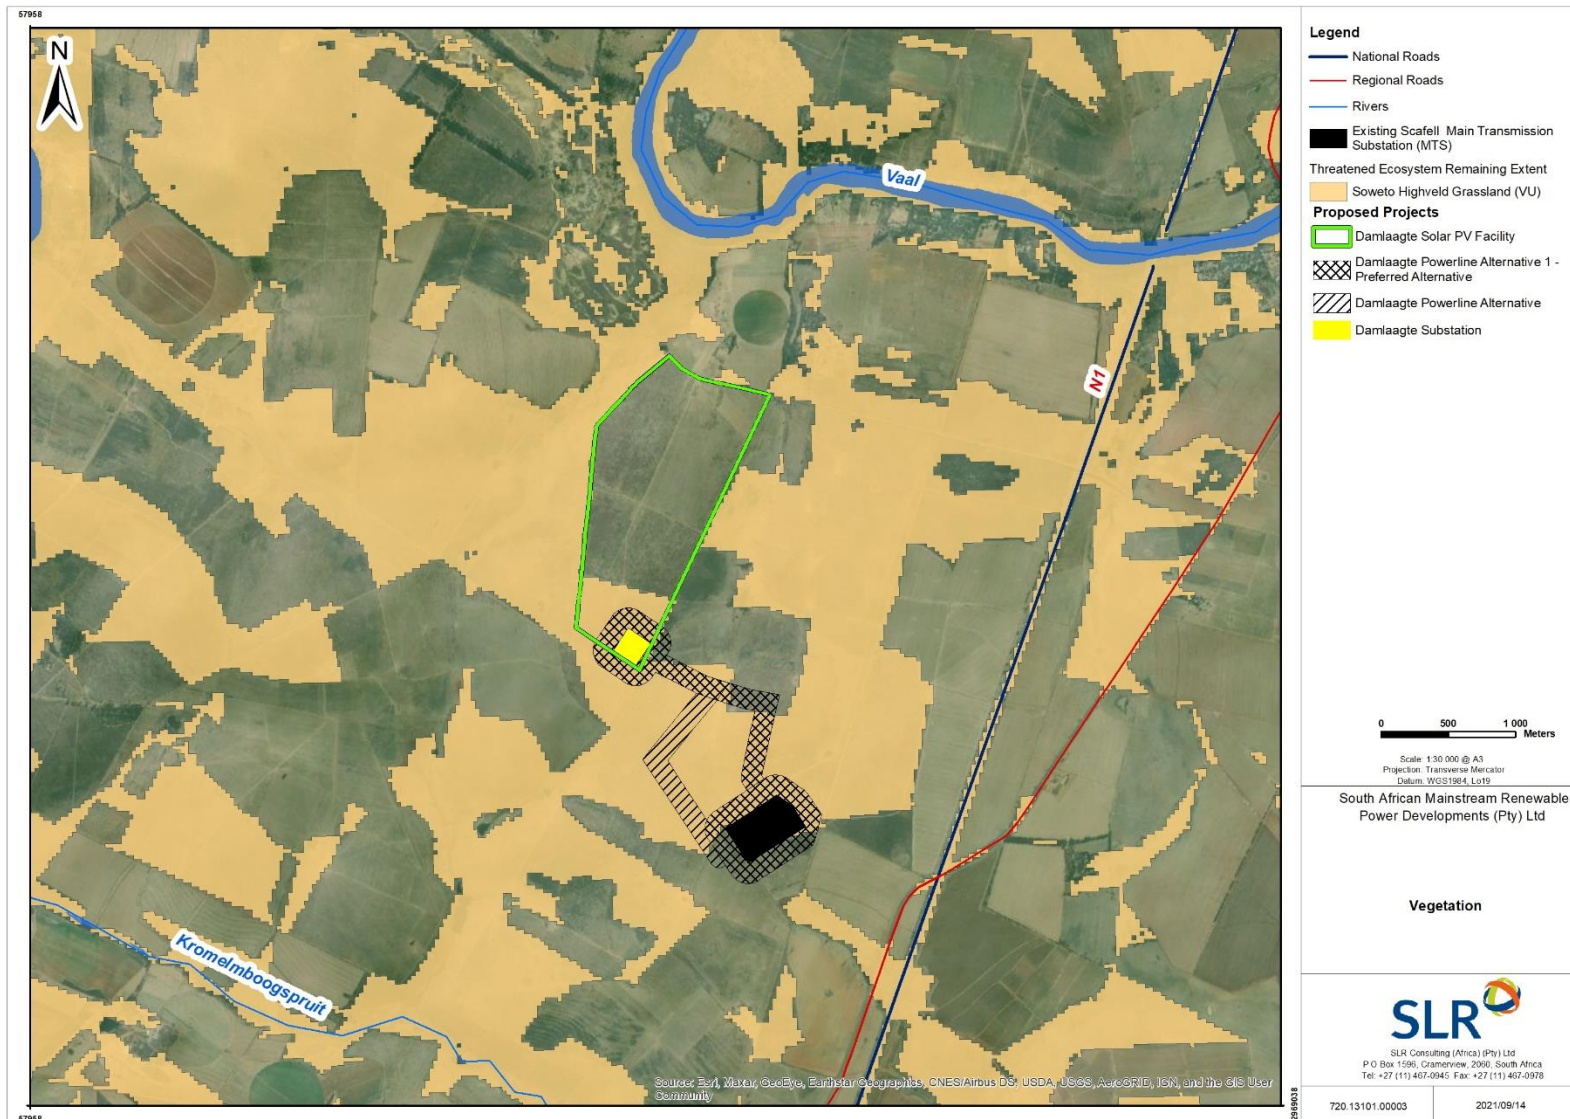 57958
N
Vaal
N1
Kromelmboogspruit
Source: Esri, Maxar, GeoEye, Earthstar Geographics, CNES/Airbus DS, USDA, USGS, AeroGRID, IGN, and the GIS User
Community
57958
2969038
Legend
National Roads
Regional Roads
Rivers
Existing Scafell Main Transmission
Substation (MTS)
Threatened Ecosystem Remaining Extent
Soweto Highveld Grassland (VU)
Proposed Projects
Damlaagte Solar PV Facility
Damlaagte Powerline Alternative 1 -
Preferred Alternative
Damlaagte Powerline Alternative
Damlaagte Substation
0 500 1 000
Meters
Scale: 1:30 000 @ A3
Projection: Transverse Mercator
Datum: WGS1984, Lo19
South African Mainstream Renewable
Power Developments (Pty) Ltd
Vegetation
SLR
SLR Consulting (Africa) (Pty) Ltd
P O Box 1596, Cramerview, 2060, South Africa
Tel: +27 (11) 467-0945 Fax: +27 (11) 467-0978
720.13101.00003
2021/09/14